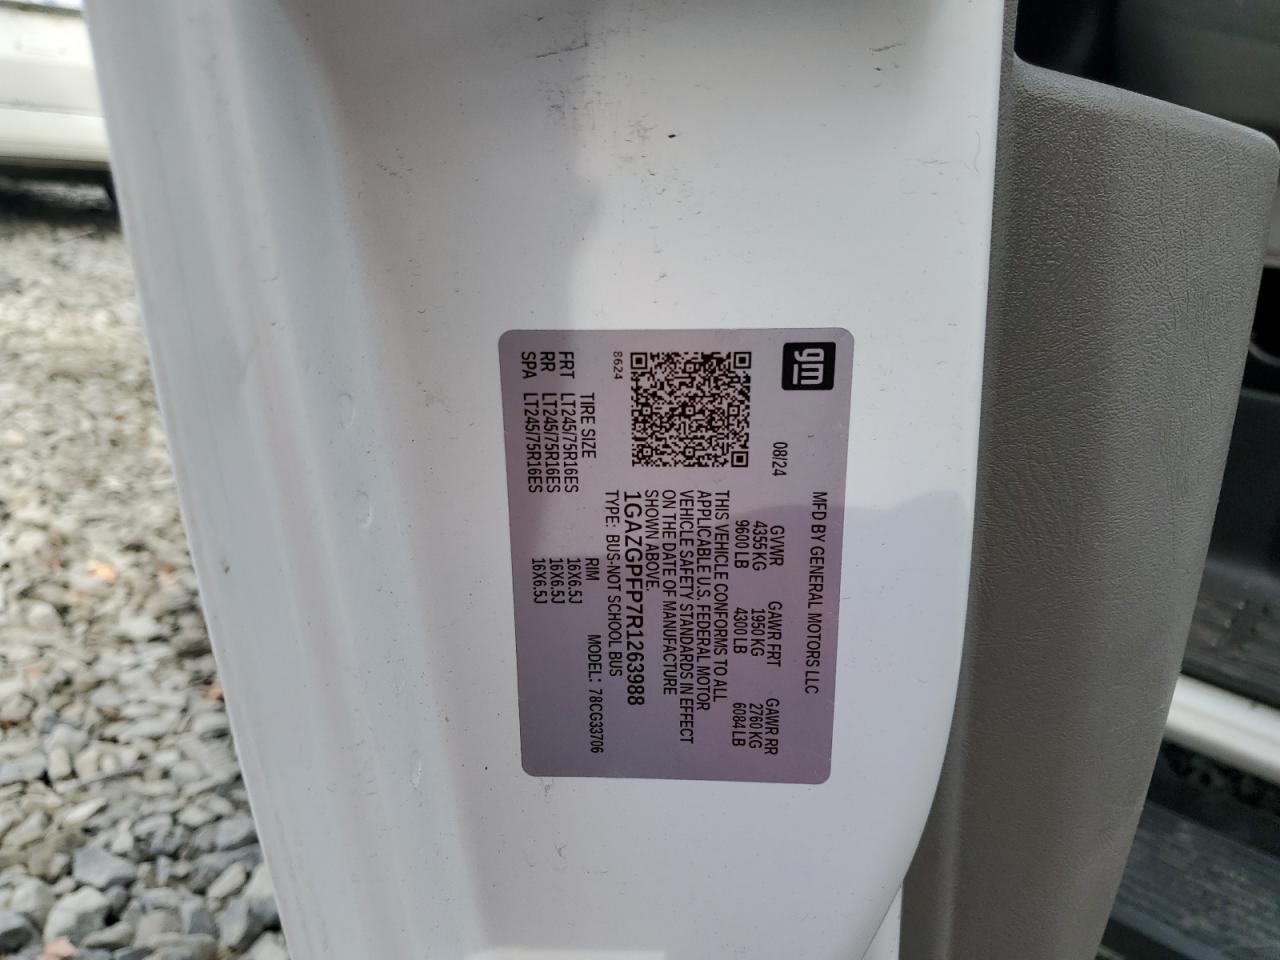 gm
MFD BY GENERAL MOTORS LLC
08/24 GVWR GAWR FRT GAWR RR
4355 KG 1950 KG 2760 KG
9600 LB 4300 LB 6084 LB
THIS VEHICLE CONFORMS TO ALL
APPLICABLE U.S. FEDERAL MOTOR
VEHICLE SAFETY STANDARDS IN EFFECT
ON THE DATE OF MANUFACTURE
SHOWN ABOVE.
1GAZGPFP7R1263988
8624 TYPE: BUS-NOT SCHOOL BUS
TIRE SIZE RIM MODEL: 78CG33706
FRT LT245/75R16ES 16X6.5J
RR LT245/75R16ES 16X6.5J
SPA LT245/75R16ES 16X6.5J